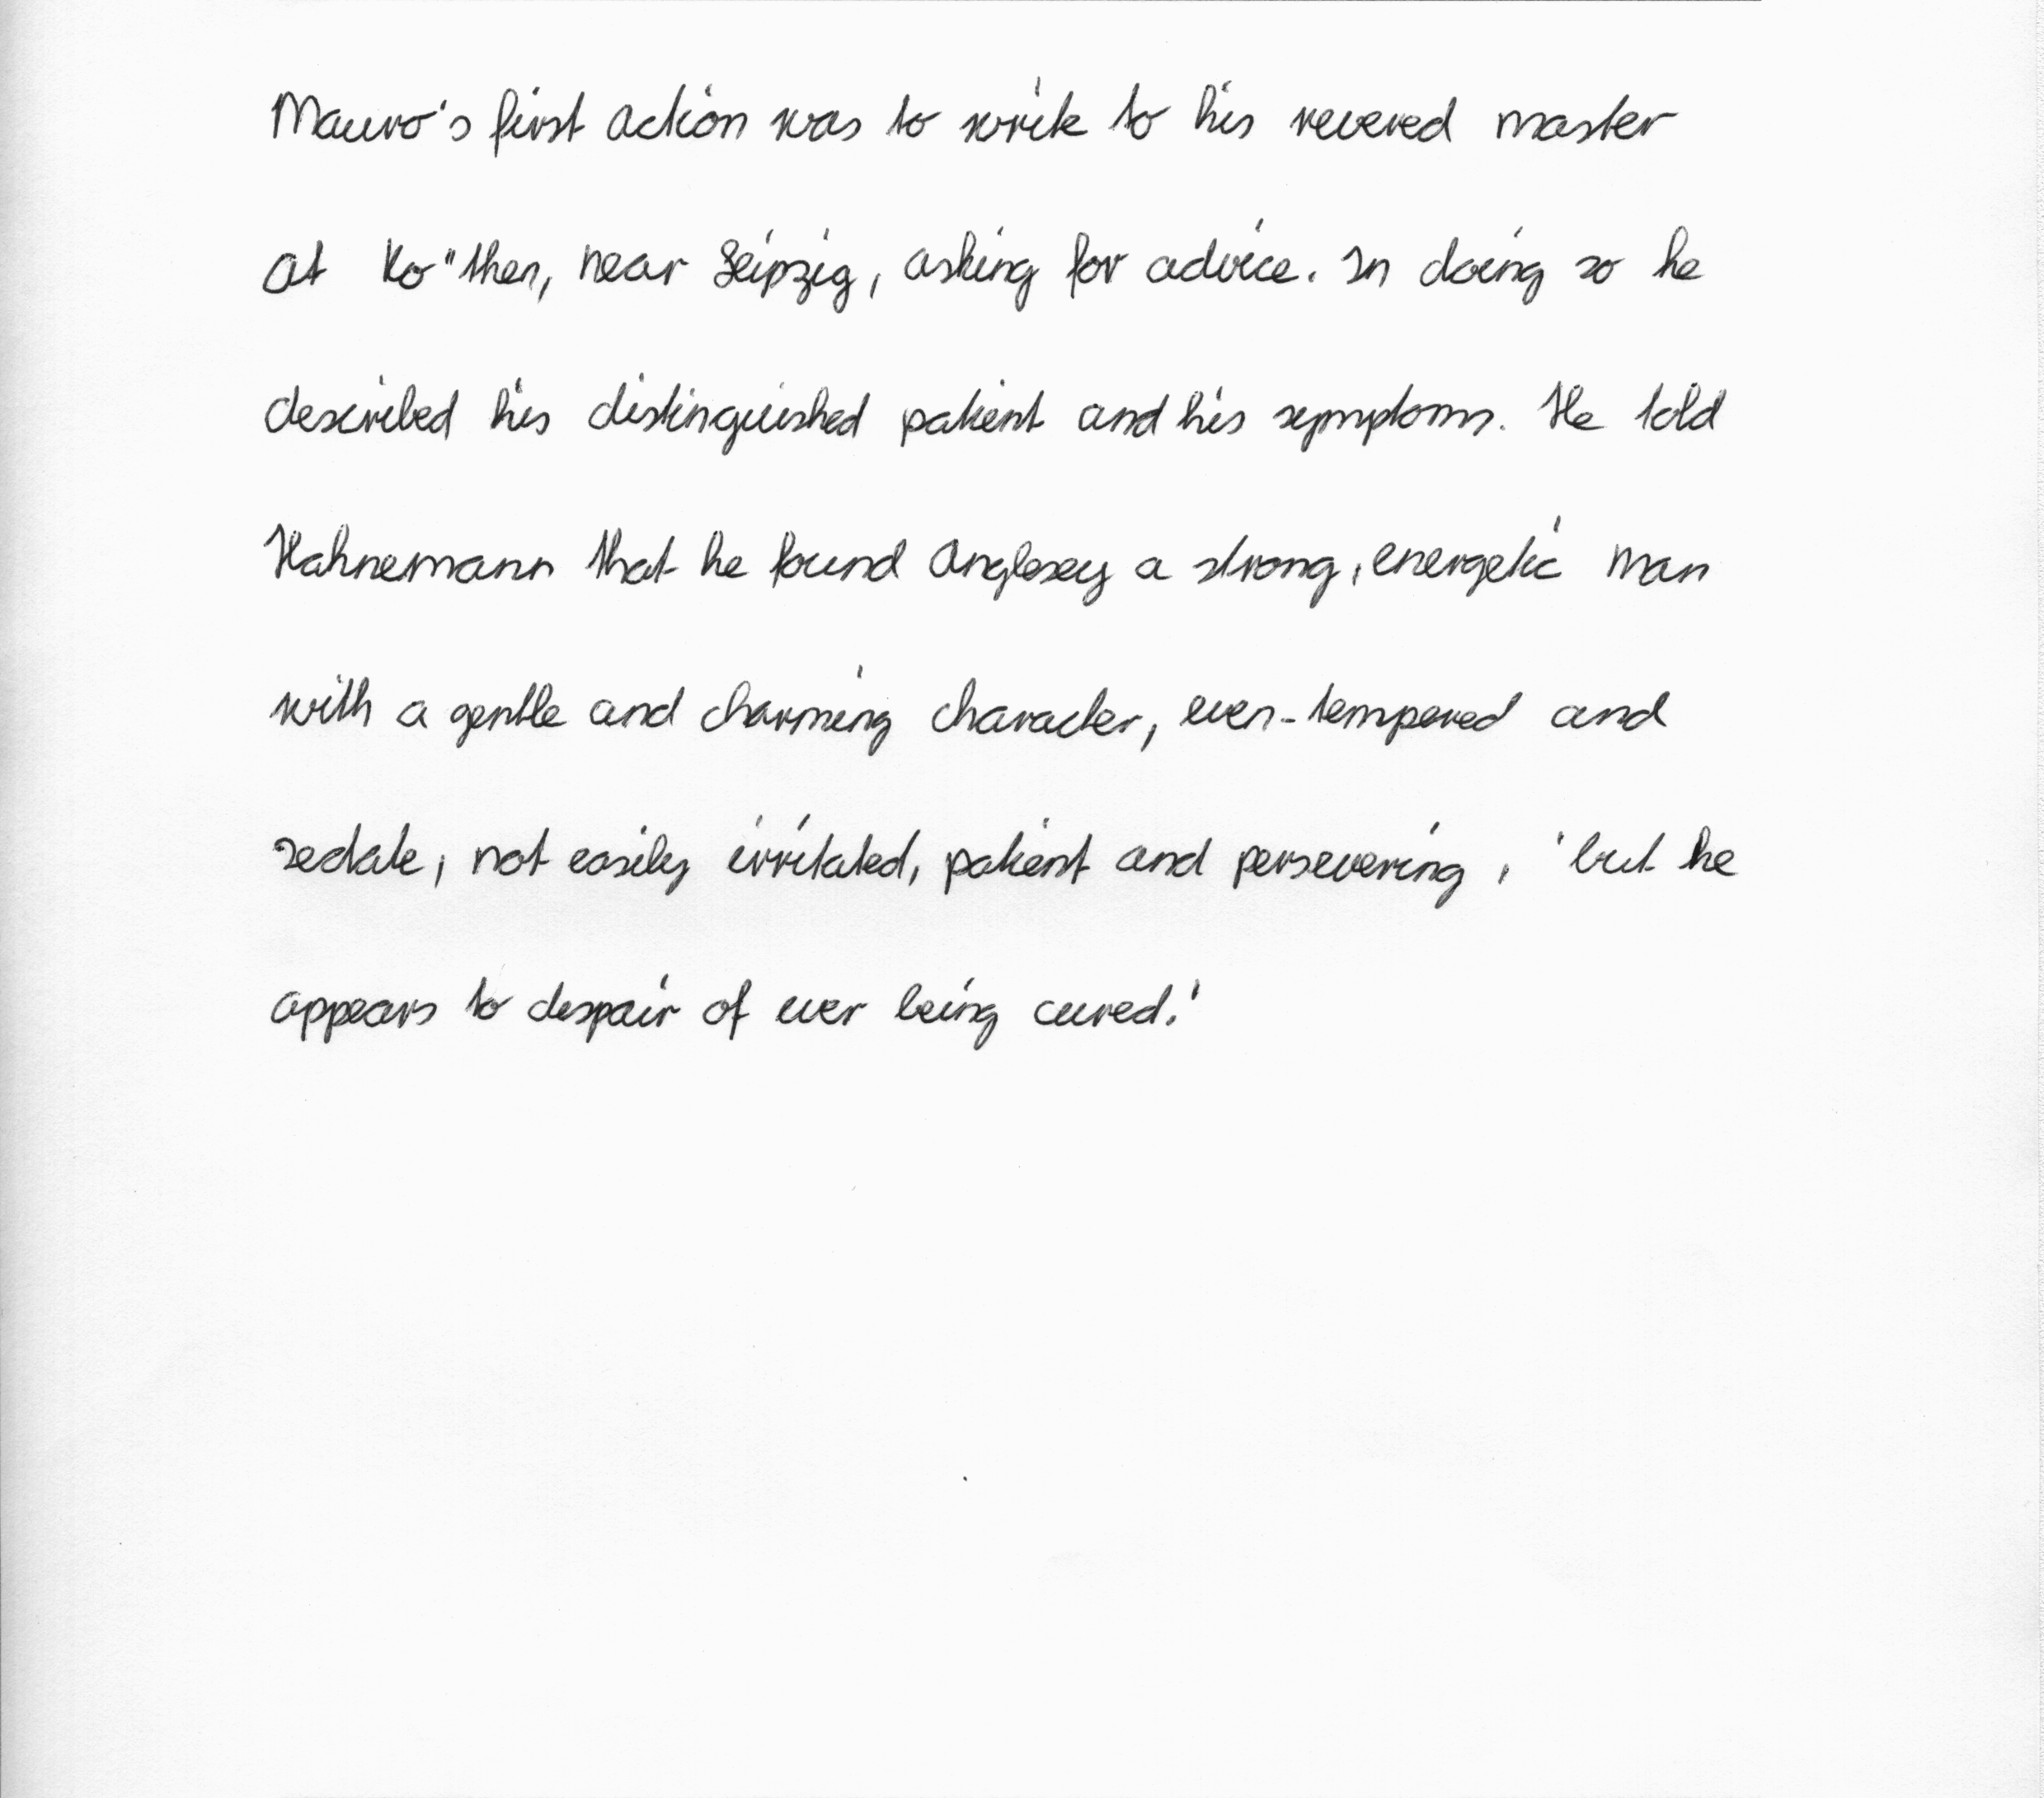 Mauro's first action was to write to his revered master
at Ko"then, near Leipzig, asking for advice. In doing so he
described his distinguished patient and his symptoms. He told
Hahnemann that he found Anglesey a strong, energetic man
with a gentle and charming character, even-tempered and
sedate, not easily irritated, patient and persevering, 'but he
appears to despair of ever being cured.'